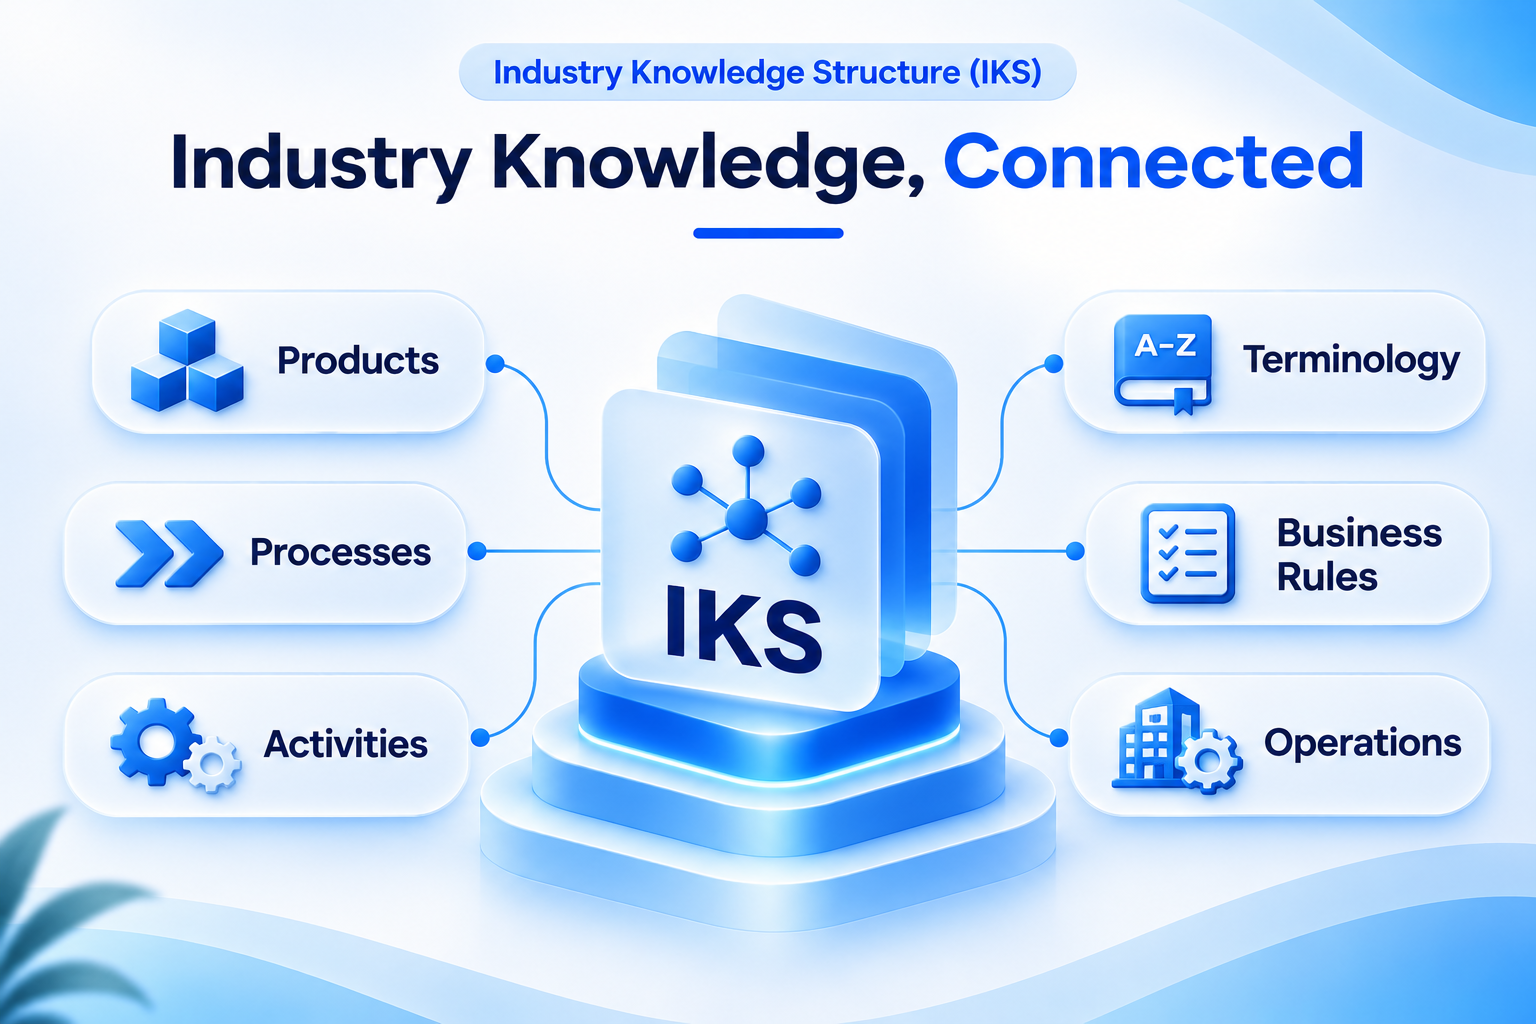 Industry Knowledge Structure (IKS)
Industry Knowledge, Connected
Products
Processes
Activities
IKS
A-Z
Terminology
Business
Rules
Operations